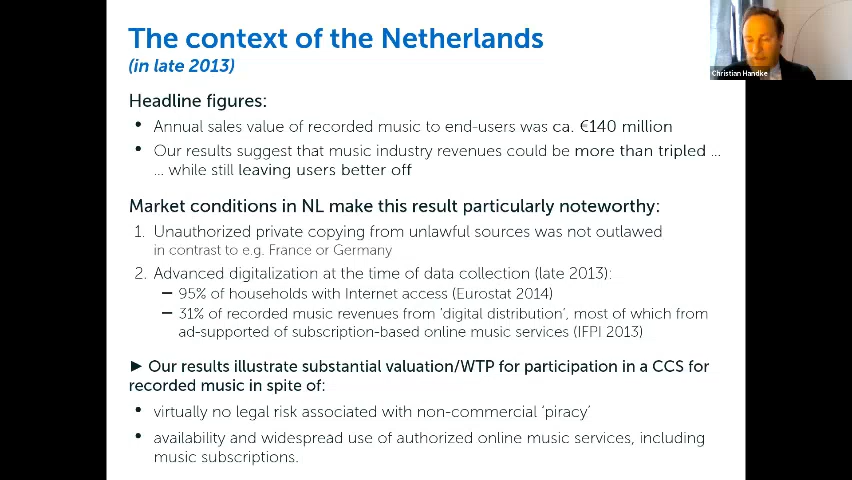 The context of the Netherlands
(in late 2013)
Christian Handke
Headline figures:
• Annual sales value of recorded music to end-users was ca. €140 million
• Our results suggest that music industry revenues could be more than tripled ...
... while still leaving users better off
Market conditions in NL make this result particularly noteworthy:
1. Unauthorized private copying from unlawful sources was not outlawed
in contrast to e.g. France or Germany
2. Advanced digitalization at the time of data collection (late 2013):
– 95% of households with Internet access (Eurostat 2014)
– 31% of recorded music revenues from 'digital distribution', most of which from
ad-supported of subscription-based online music services (IFPI 2013)
► Our results illustrate substantial valuation/WTP for participation in a CCS for
recorded music in spite of:
• virtually no legal risk associated with non-commercial 'piracy'
• availability and widespread use of authorized online music services, including
music subscriptions.